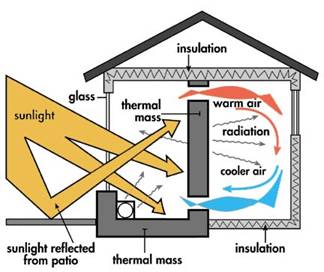 insulation
glass
thermal
mass
warm air
sunlight
radiation
cooler air
sunlight reflected
from patio
thermal mass
insulation